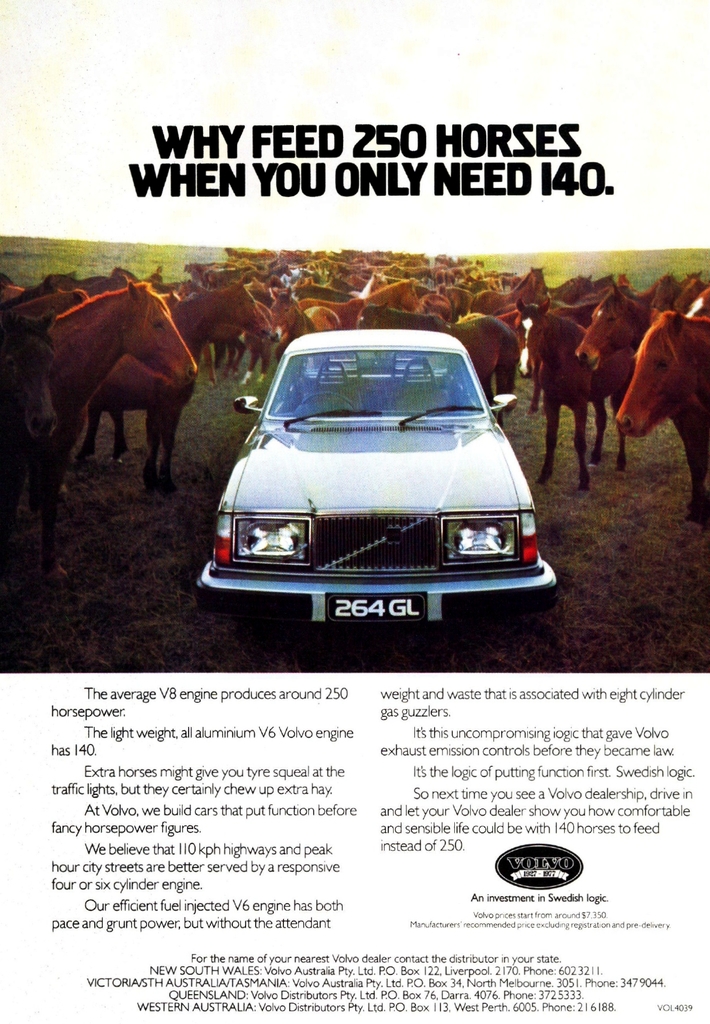 WHY FEED 250 HORSES
WHEN YOU ONLY NEED 140.
264 GL
The average V8 engine produces around 250
horsepower.
The light weight, all aluminium V6 Volvo engine
has 140.
Extra horses might give you tyre squeal at the
traffic lights, but they certainly chew up extra hay.
At Volvo, we build cars that put function before
fancy horsepower figures.
We believe that 110 kph highways and peak
hour city streets are better served by a responsive
four or six cylinder engine.
Our efficient fuel injected V6 engine has both
pace and grunt power, but without the attendant
weight and waste that is associated with eight cylinder
gas guzzlers.
It's this uncompromising logic that gave Volvo
exhaust emission controls before they became law.
It's the logic of putting function first. Swedish logic.
So next time you see a Volvo dealership, drive in
and let your Volvo dealer show you how comfortable
and sensible life could be with 140 horses to feed
instead of 250.
VOLVO
1927-1977
An investment in Swedish logic.
Volvo prices start from around $7,350.
Manufacturers' recommended price excluding registration and pre-delivery.
For the name of your nearest Volvo dealer contact the distributor in your state.
NEW SOUTH WALES: Volvo Australia Pty. Ltd. P.O. Box 122, Liverpool. 2170. Phone: 6023211.
VICTORIA/STH AUSTRALIA/TASMANIA: Volvo Australia Pty. Ltd. P.O. Box 34, North Melbourne. 3051. Phone: 3479044.
QUEENSLAND: Volvo Distributors Pty. Ltd. P.O. Box 76, Darra. 4076. Phone: 3725333.
WESTERN AUSTRALIA: Volvo Distributors Pty. Ltd. P.O. Box 113, West Perth. 6005. Phone: 216188.
VOL4039